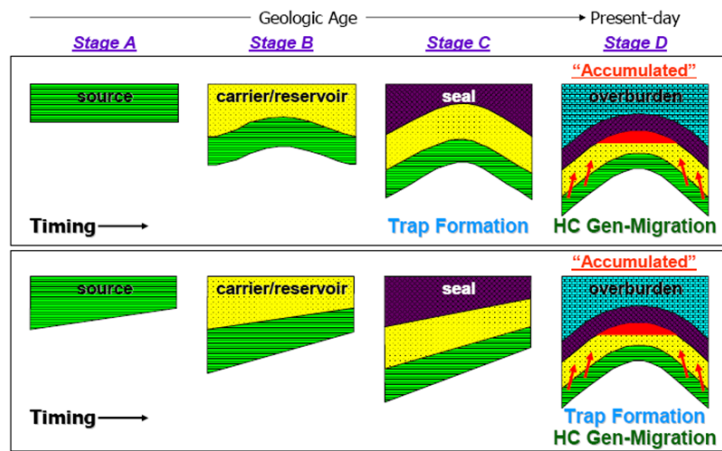 Geologic Age
Present-day
Stage A
Stage B
Stage C
Stage D
“Accumulated”
source
carrier/reservoir
seal
overburden
Timing
Trap Formation
HC Gen-Migration
“Accumulated”
source
carrier/reservoir
seal
overburden
Timing
Trap Formation
HC Gen-Migration